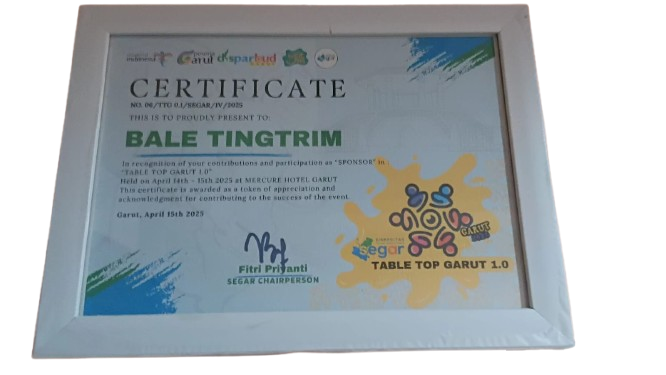 Garut disparbud
CERTIFICATE
NO. 06/TTG 0.1/SEGAR/IV/2025
THIS IS TO PROUDLY PRESENT TO:
BALE TINGTRIM
In recognition of your contributions and participation as "SPONSOR" in
"TABLE TOP GARUT 1.0"
Held on April 14th - 15th 2025 at MERCURE HOTEL GARUT
This certificate is awarded as a token of appreciation and
acknowledgment for contributing to the success of the event
Garut, April 15th 2025
Fitri Priyanti
SEGAR CHAIRPERSON
GARUT
segar
TABLE TOP GARUT 1.0